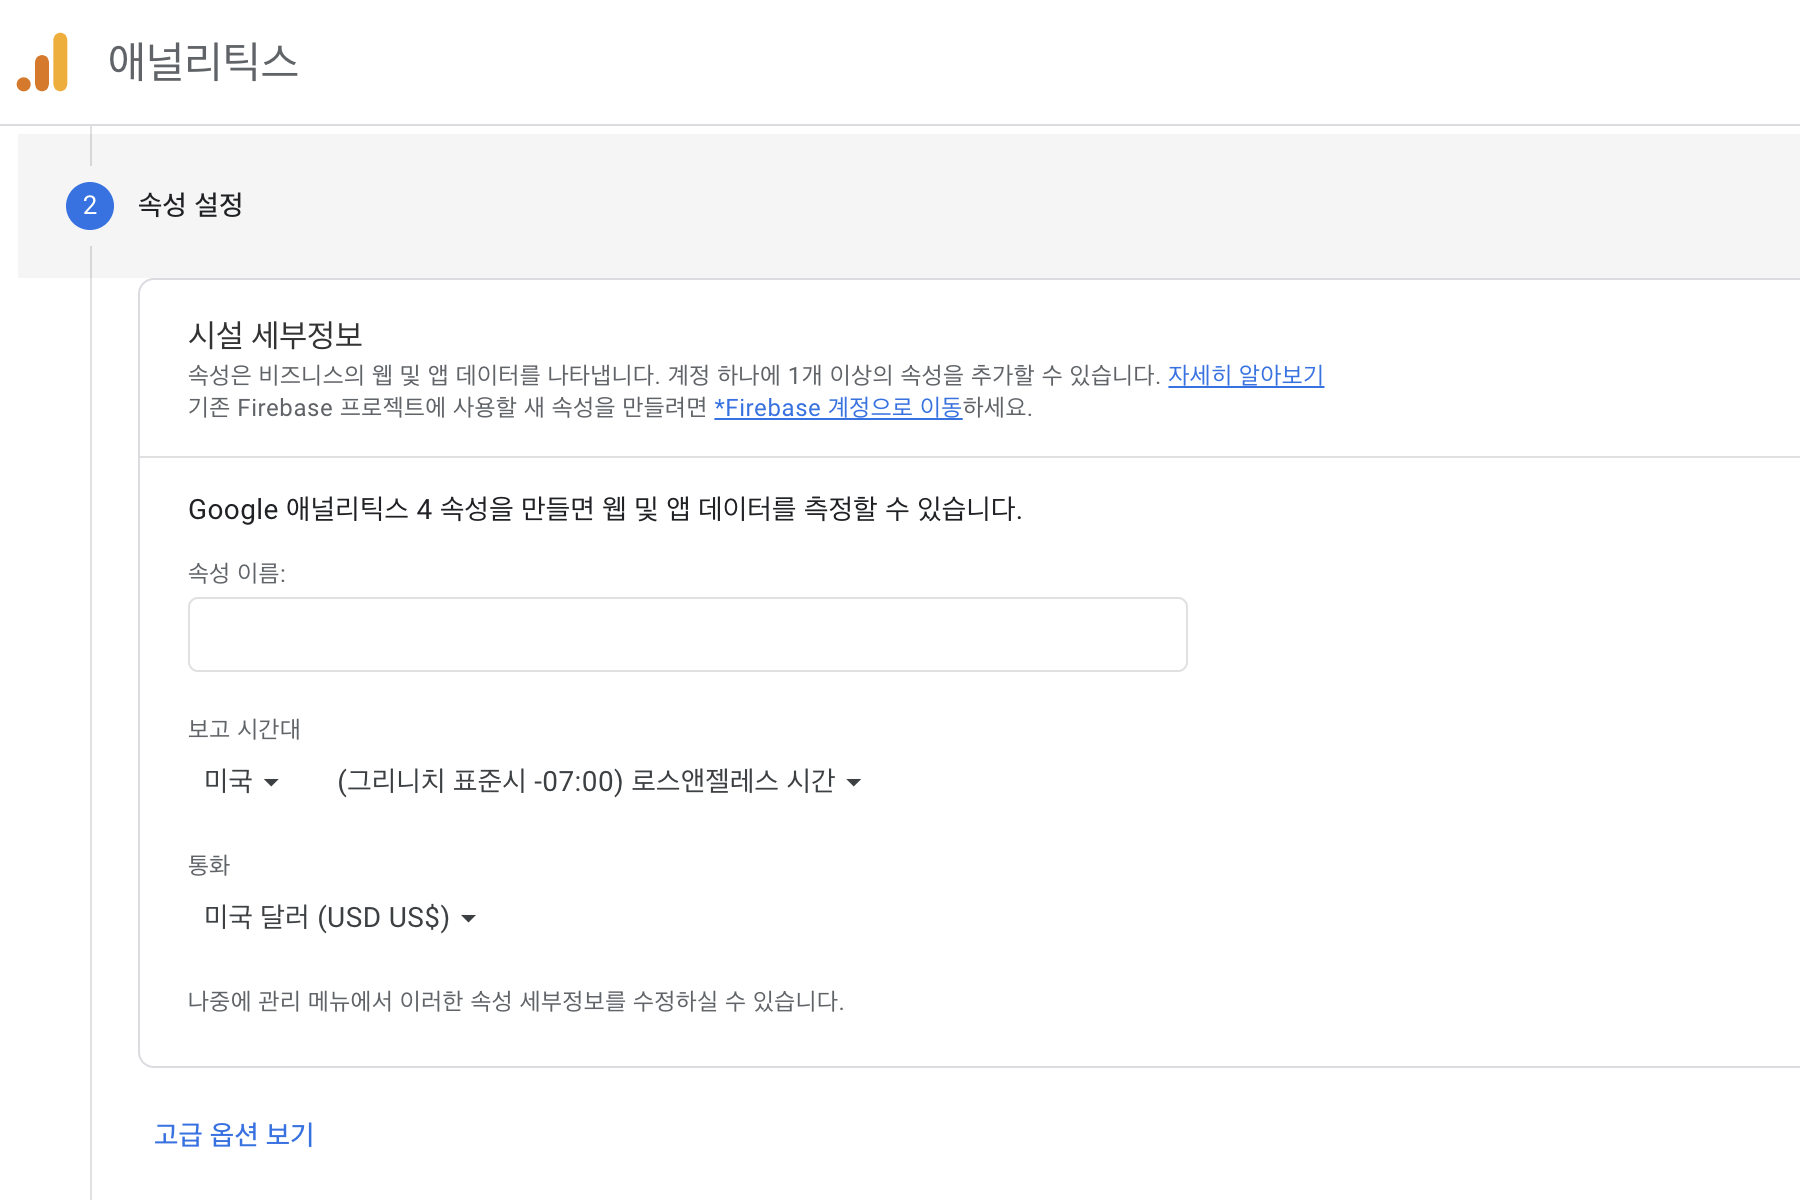 애널리틱스
2 속성 설정
시설 세부정보
속성은 비즈니스의 웹 및 앱 데이터를 나타냅니다. 계정 하나에 1개 이상의 속성을 추가할 수 있습니다. 자세히 알아보기
기존 Firebase 프로젝트에 사용할 새 속성을 만들려면 *Firebase 계정으로 이동하세요.
Google 애널리틱스 4 속성을 만들면 웹 및 앱 데이터를 측정할 수 있습니다.
속성 이름:
보고 시간대
미국 (그리니치 표준시 -07:00) 로스앤젤레스 시간
통화
미국 달러 (USD US$)
나중에 관리 메뉴에서 이러한 속성 세부정보를 수정하실 수 있습니다.
고급 옵션 보기